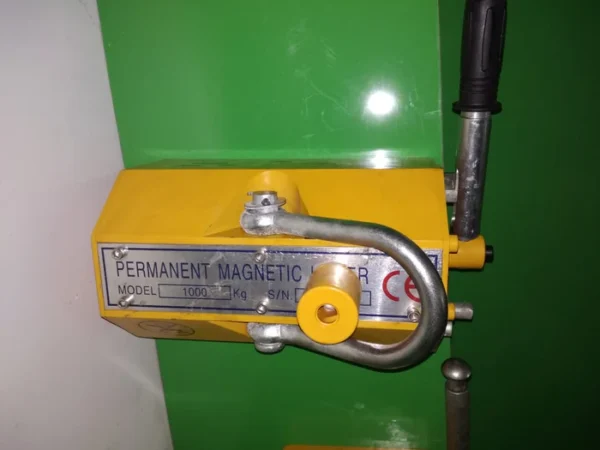 PERMANENT MAGNETIC
MODEL 1000 Kg S/N. CE